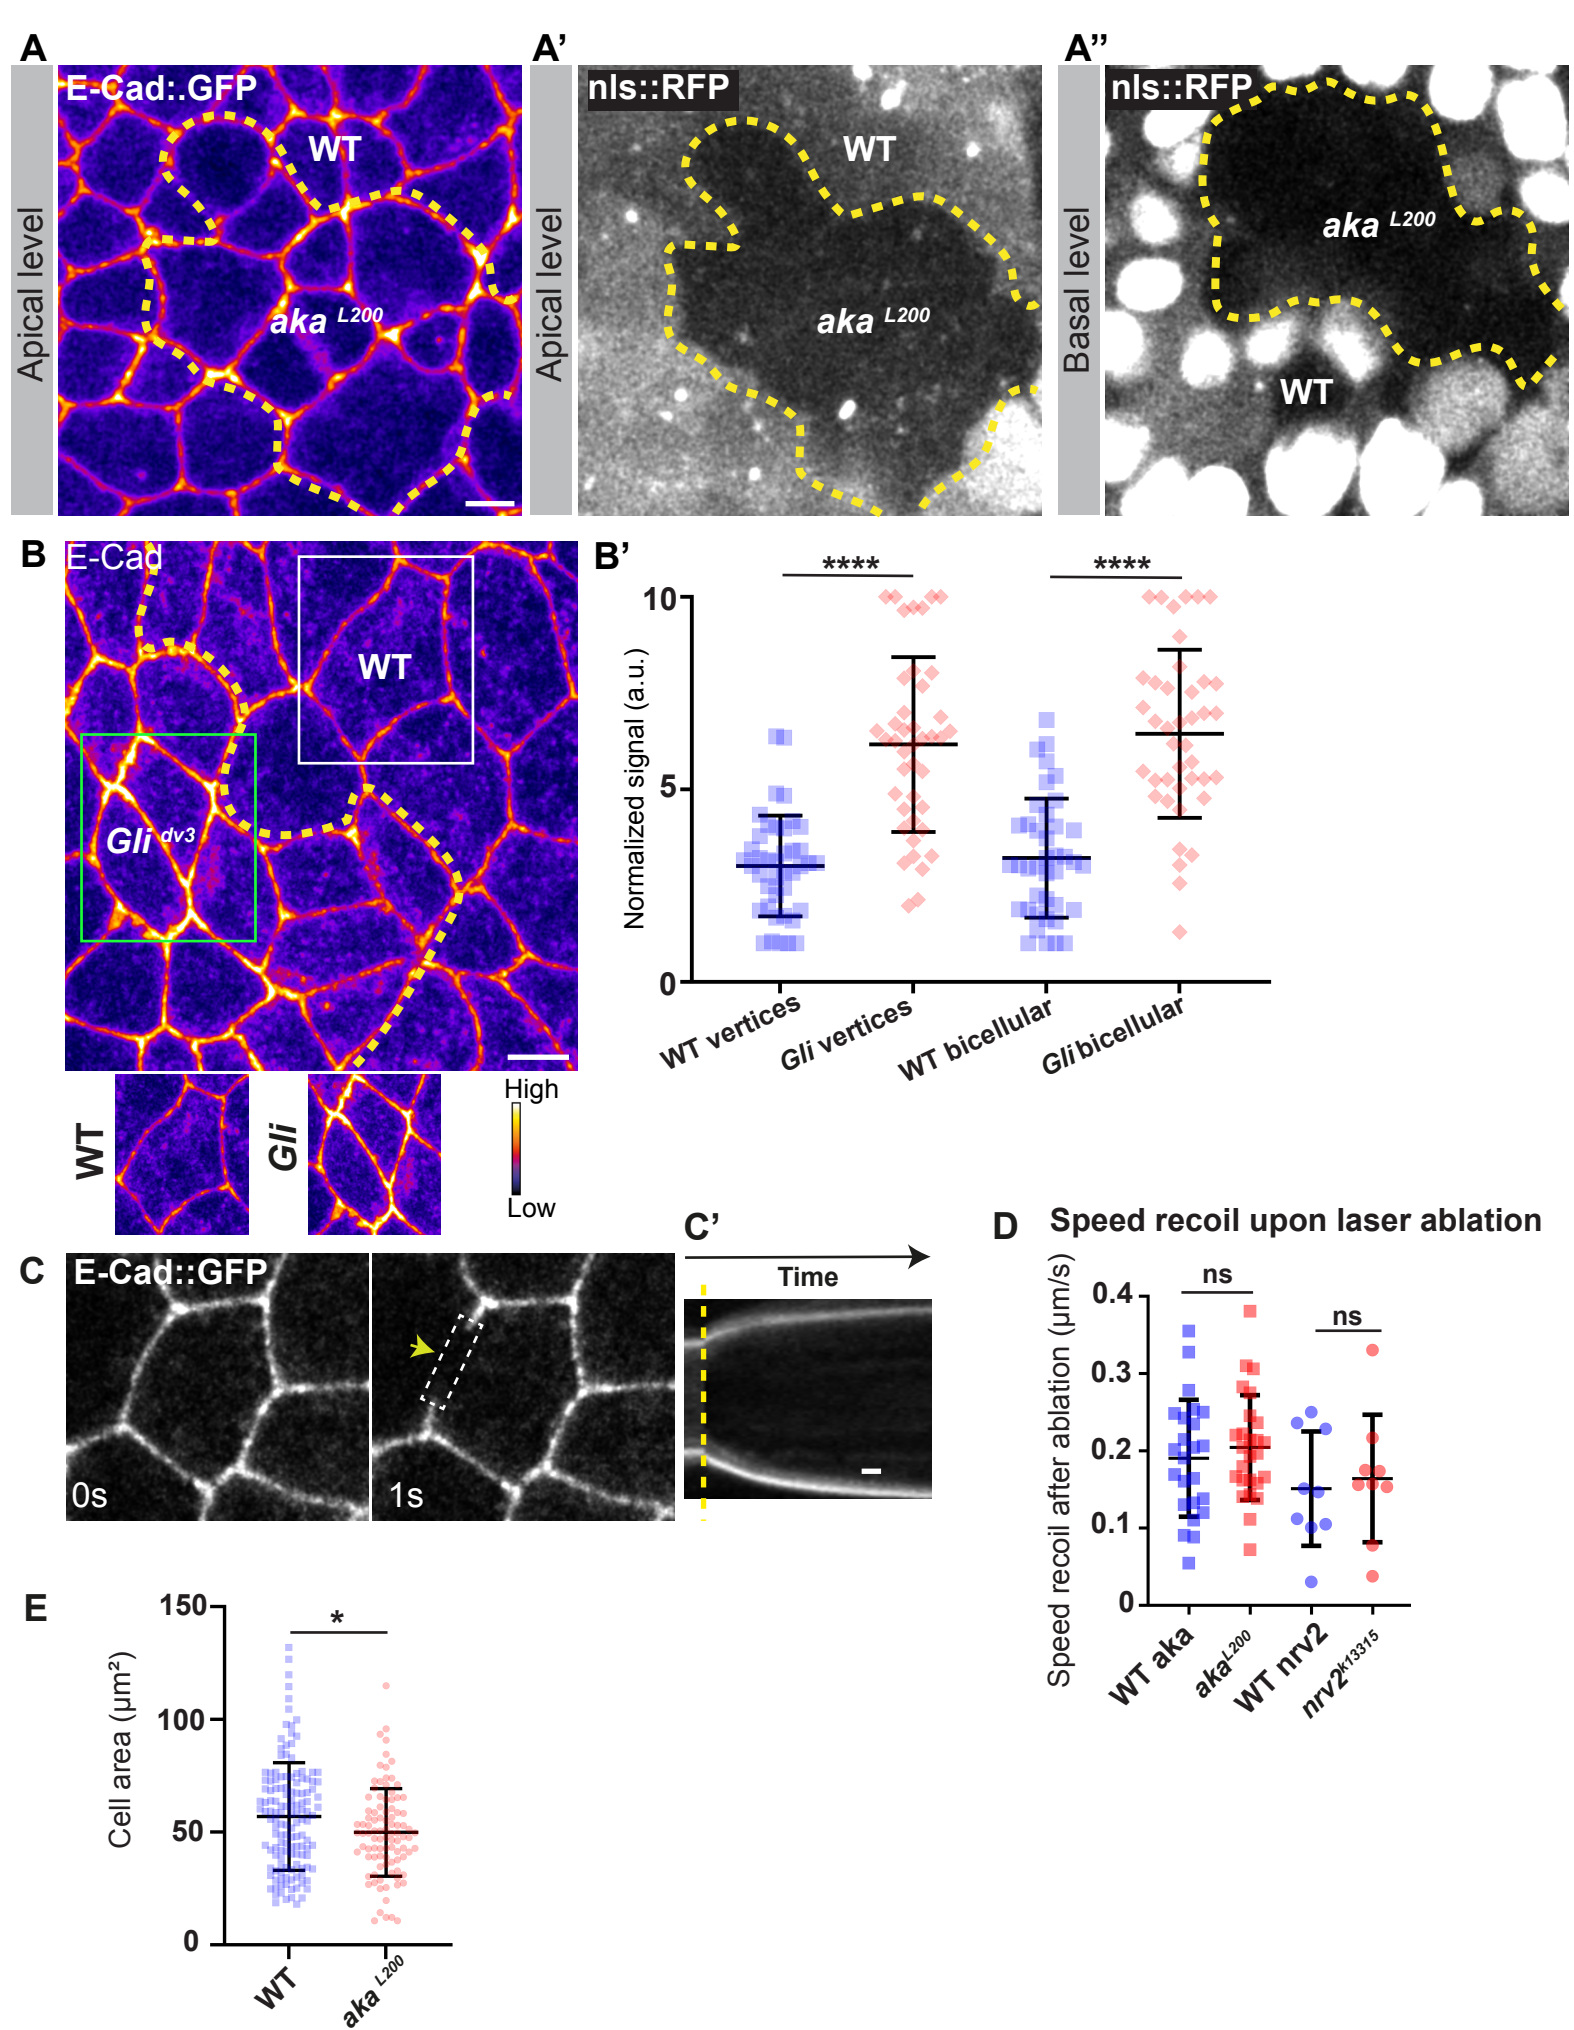 A
A’
A’’
Apical level
E-Cad:.GFP
WT
aka L200
Apical level
nls::RFP
WT
aka L200
Basal level
nls::RFP
aka L200
WT
B
E-Cad
WT
Gli dv3
WT
Gli
High
Low
B’
****
****
Normalized signal (a.u.)
10
5
0
WT vertices
Gli vertices
WT bicellular
Gli bicellular
C
E-Cad::GFP
0s
1s
C’
Time
D
Speed recoil upon laser ablation
Speed recoil after ablation (µm/s)
ns
ns
0.4
0.3
0.2
0.1
0
WT aka
aka L200
WT nrv2
nrv2 k13315
E
*
Cell area (µm²)
150
100
50
0
WT
aka L200